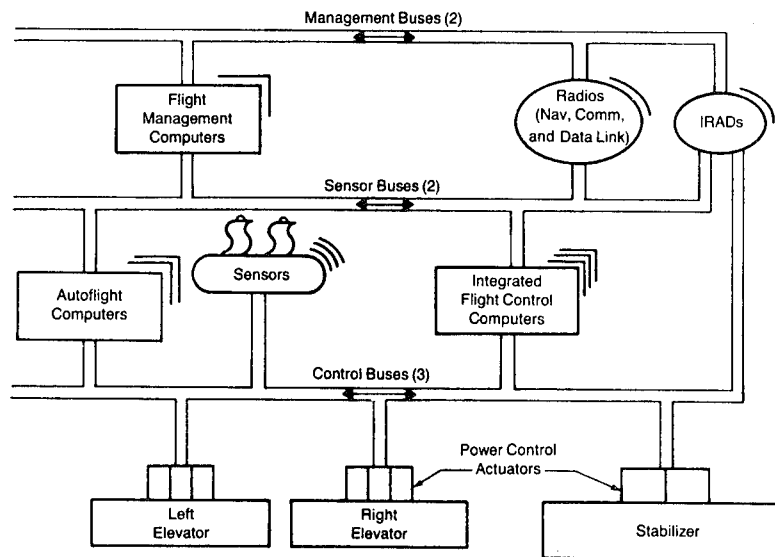 Management Buses (2)
Flight
Management
Computers
Radios
(Nav, Comm,
and Data Link)
IRADs
Sensor Buses (2)
Sensors
Autoflight
Computers
Integrated
Flight Control
Computers
Control Buses (3)
Power Control
Actuators
Left
Elevator
Right
Elevator
Stabilizer